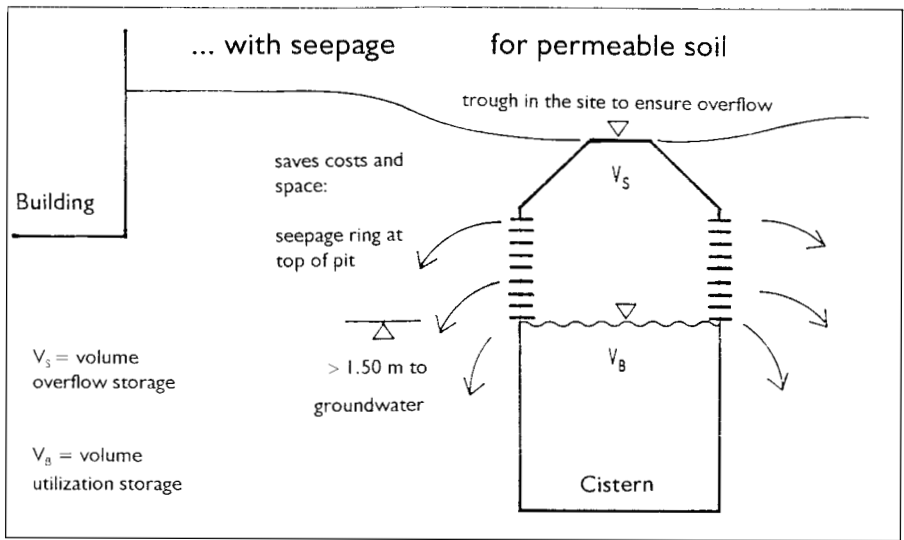 ... with seepage for permeable soil
trough in the site to ensure overflow
saves costs and
space:
V_S
Building
seepage ring at
top of pit
V_S = volume
overflow storage
> 1.50 m to
groundwater
V_B
V_B = volume
utilization storage
Cistern